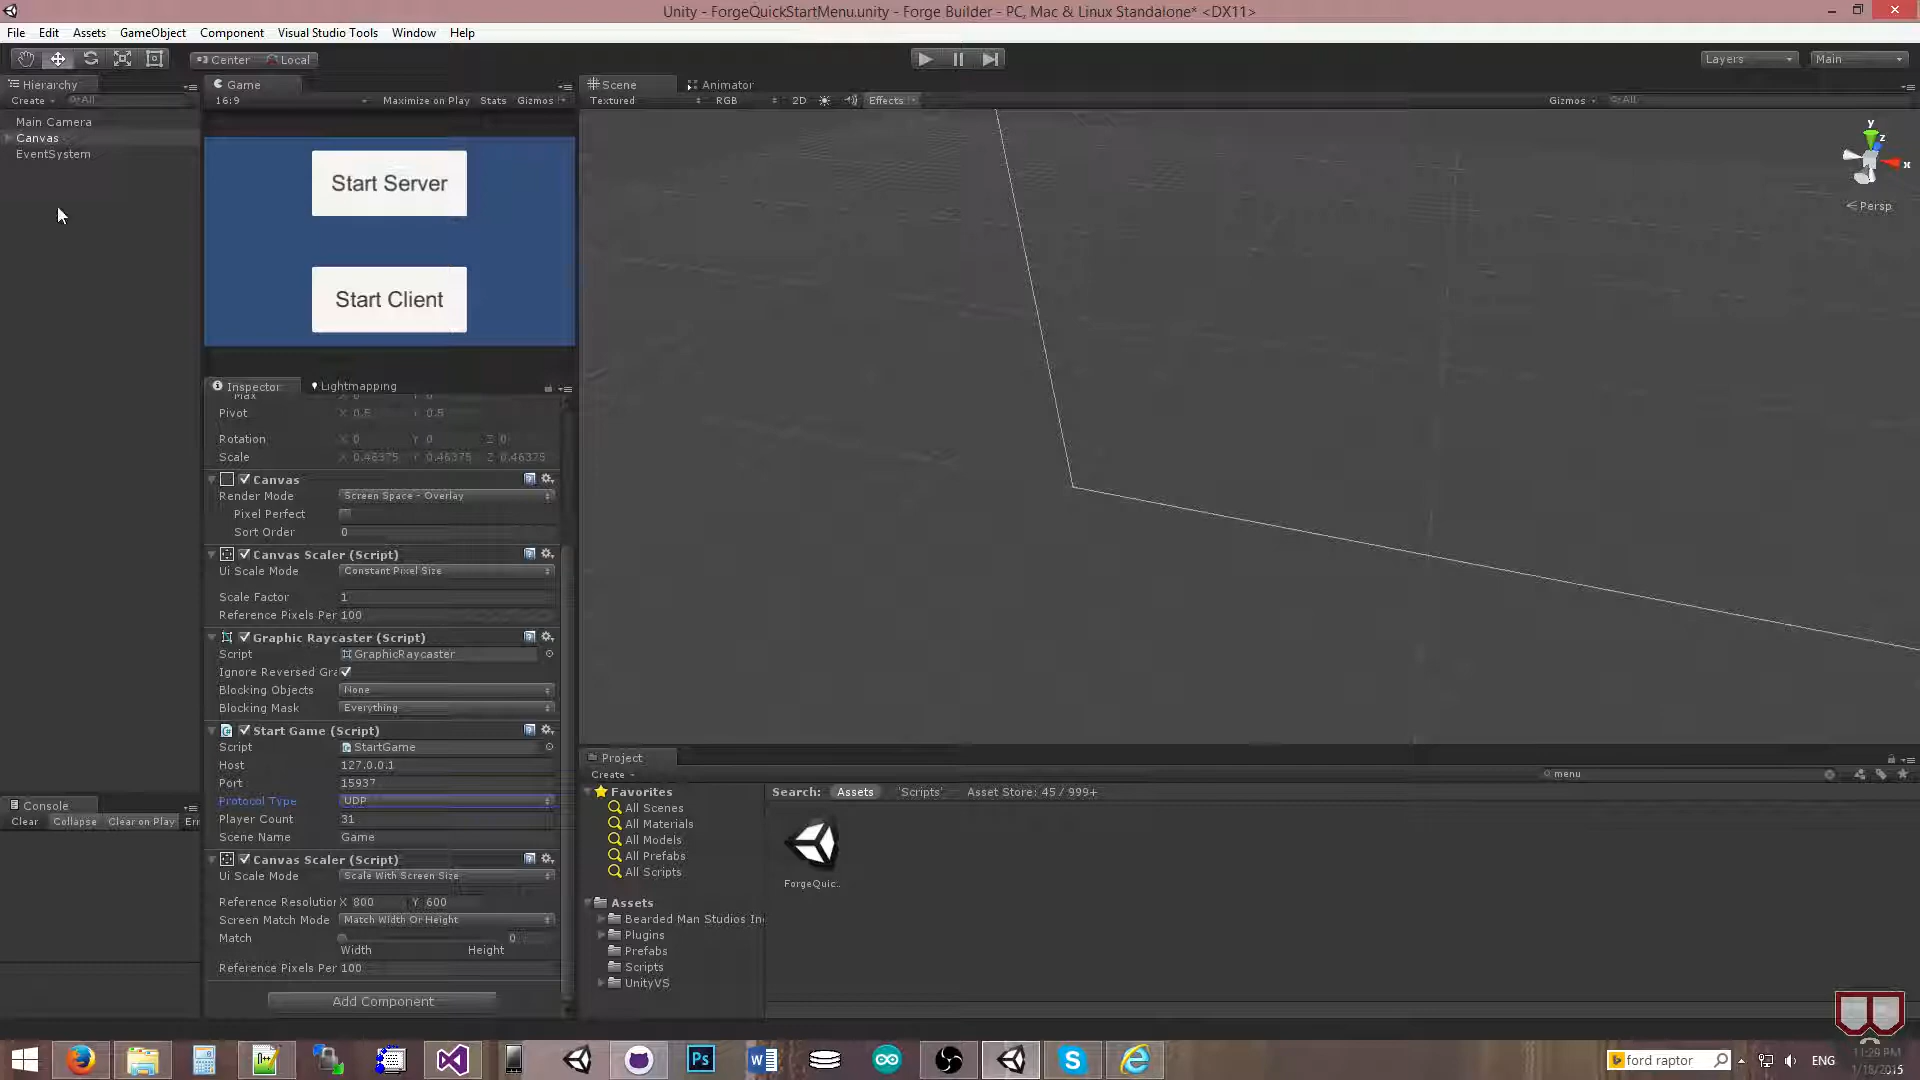 Unity - ForgeQuickStartMenu.unity - Forge Builder - PC, Mac & Linux Standalone* <DX11>
File Edit Assets GameObject Component Visual Studio Tools Window Help
Center Local Layers Main
Hierarchy
Create All
Main Camera
Canvas
EventSystem
Game
16:9 Maximize on Play Stats Gizmos
Start Server
Start Client
Scene Animator
Textured RGB 2D Effects Gizmos All
y
z
x
Persp
Inspector Lightmapping
Max X 0 Y 0
Pivot X 0.5 Y 0.5
Rotation X 0 Y 0 Z 0
Scale X 0.46375 Y 0.46375 Z 0.46375
Canvas
Render Mode Screen Space - Overlay
Pixel Perfect
Sort Order 0
Canvas Scaler (Script)
Ui Scale Mode Constant Pixel Size
Scale Factor 1
Reference Pixels Per 100
Graphic Raycaster (Script)
Script GraphicRaycaster
Ignore Reversed Gra
Blocking Objects None
Blocking Mask Everything
Start Game (Script)
Script StartGame
Host 127.0.0.1
Port 15937
Protocol Type UDP
Player Count 31
Scene Name Game
Canvas Scaler (Script)
Ui Scale Mode Scale With Screen Size
Reference Resolution X 800 Y 600
Screen Match Mode Match Width Or Height
Match 0
Width Height
Reference Pixels Per 100
Add Component
Console
Clear Collapse Clear on Play Err
Project
Create menu
Favorites
All Scenes
All Materials
All Models
All Prefabs
All Scripts
Assets
Bearded Man Studios In
Plugins
Prefabs
Scripts
UnityVS
Search: Assets 'Scripts' Asset Store: 45 / 999+
ForgeQuic..
Ps
ford raptor
ENG
11:29 PM
1/18/2015